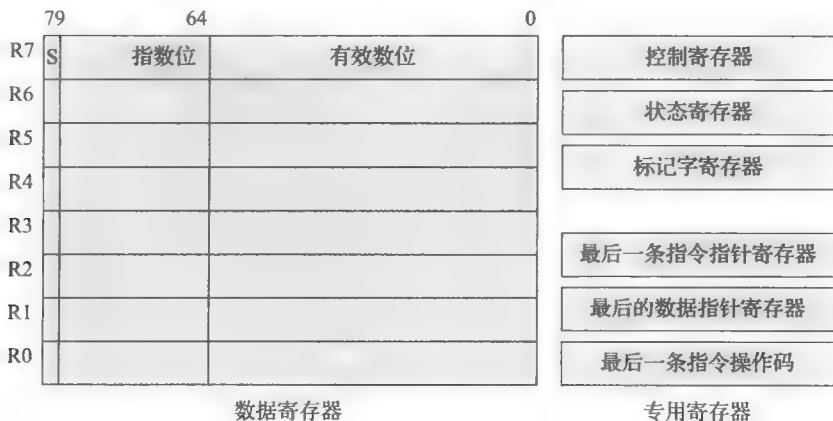 79 64 0
R7 S 指数位 有效数位 控制寄存器
R6 状态寄存器
R5
标记字寄存器
R4
R3
最后一条指令指针寄存器
R2
R1 最后的数据指针寄存器
R0 最后一条指令操作码
数据寄存器 专用寄存器